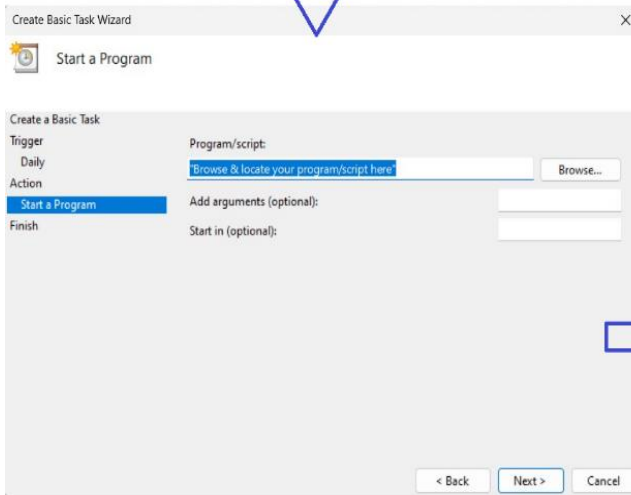 Create Basic Task Wizard
Start a Program
Create a Basic Task
Trigger
Daily
Action
Start a Program
Finish
Program/script:
"Browse & locate your program/script here"
Browse...
Add arguments (optional):
Start in (optional):
< Back
Next >
Cancel